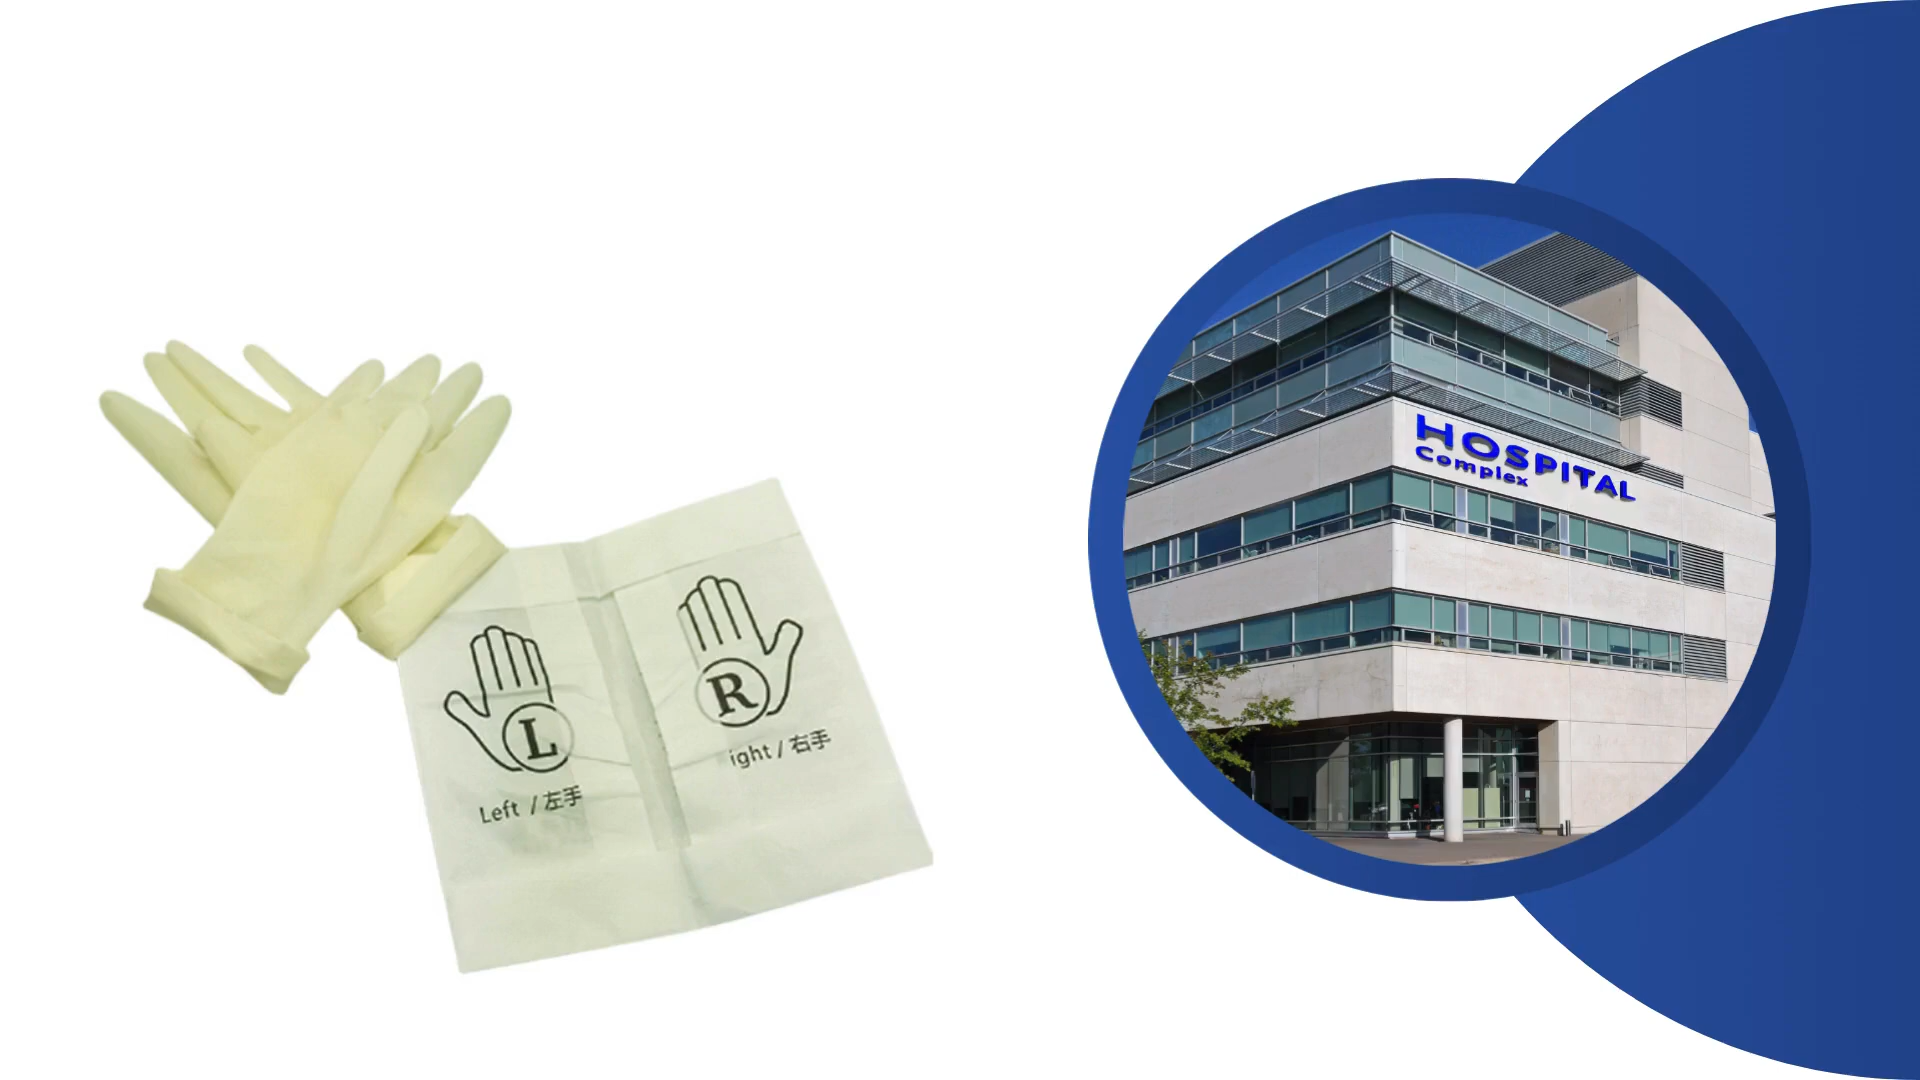 L
Left / 左手
R
ight / 右手
HOSPITAL
Complex